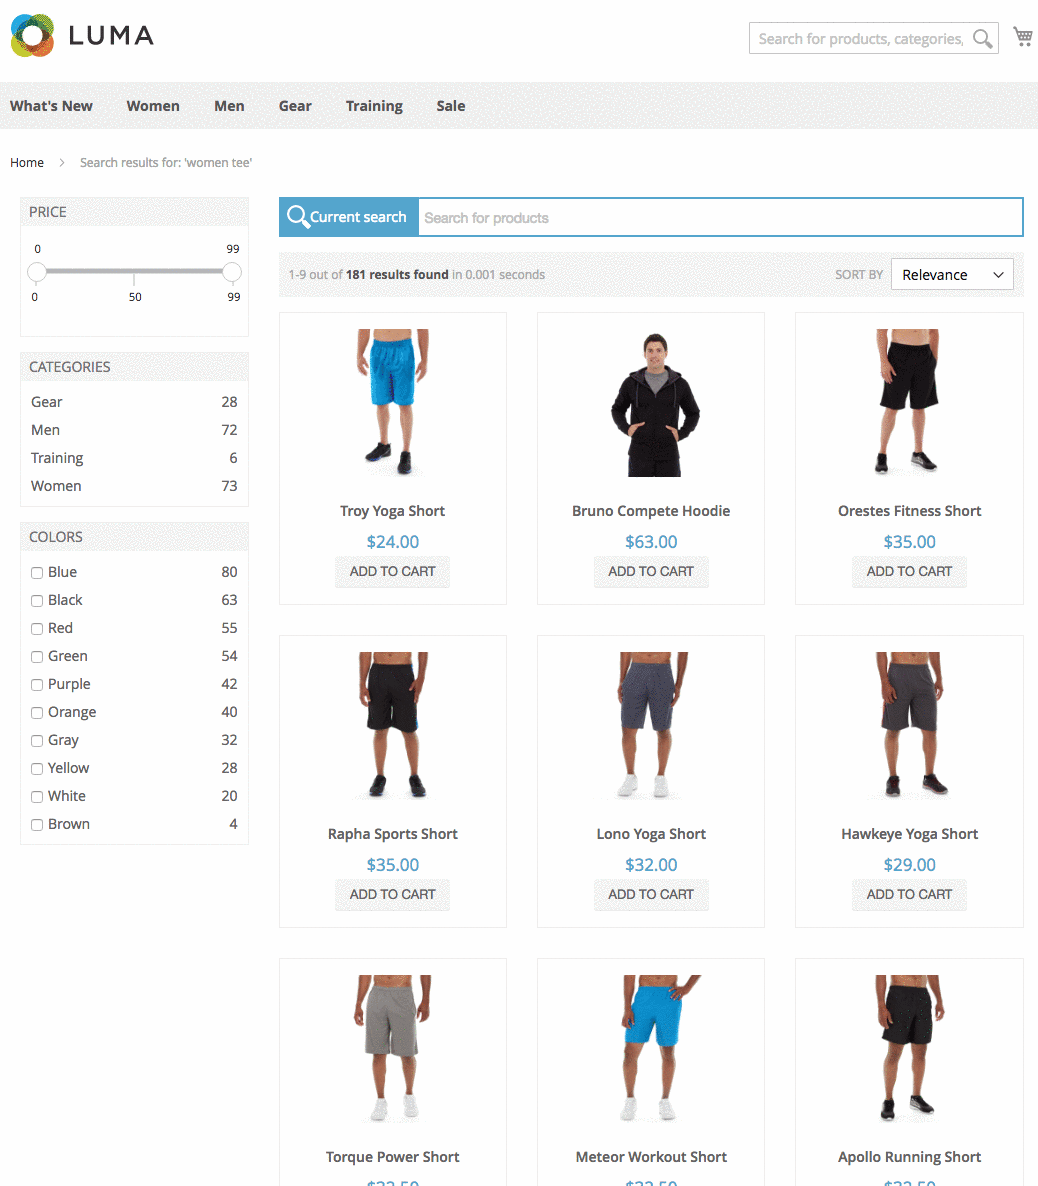 LUMA
Search for products, categories,
What's New Women Men Gear Training Sale
Home > Search results for: 'women tee'
PRICE
0 99
0 50 99
CATEGORIES
Gear 28
Men 72
Training 6
Women 73
COLORS
Blue 80
Black 63
Red 55
Green 54
Purple 42
Orange 40
Gray 32
Yellow 28
White 20
Brown 4
Current search Search for products
1-9 out of 181 results found in 0.001 seconds SORT BY Relevance
Troy Yoga Short Bruno Compete Hoodie Orestes Fitness Short
$24.00 $63.00 $35.00
ADD TO CART ADD TO CART ADD TO CART
Rapha Sports Short Lono Yoga Short Hawkeye Yoga Short
$35.00 $32.00 $29.00
ADD TO CART ADD TO CART ADD TO CART
Torque Power Short Meteor Workout Short Apollo Running Short
$32.50 $32.50 $32.50